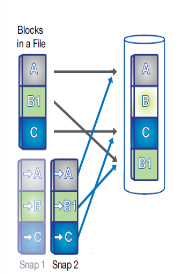 Blocks
in a File
A
B1
C
A
B
C
B1
→A
→B
→C
→A
→B1
→C
Snap 1 Snap 2